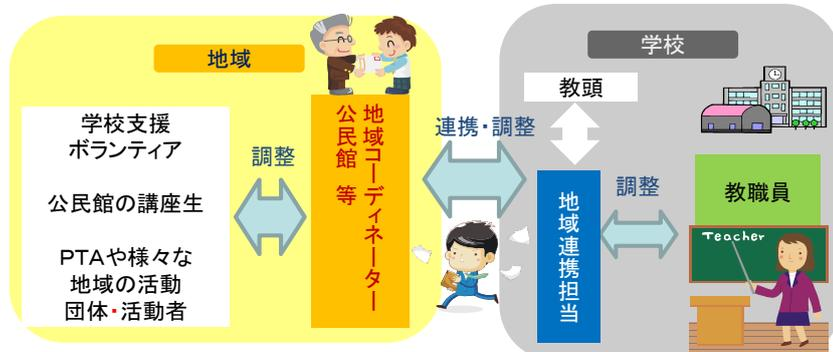 地域
学校支援
ボランティア
公民館の講座生
PTAや様々な
地域の活動
団体・活動者
調整
地域コーディネーター
公民館 等
連携・調整
学校
教頭
地域連携担当
調整
教職員
Teacher